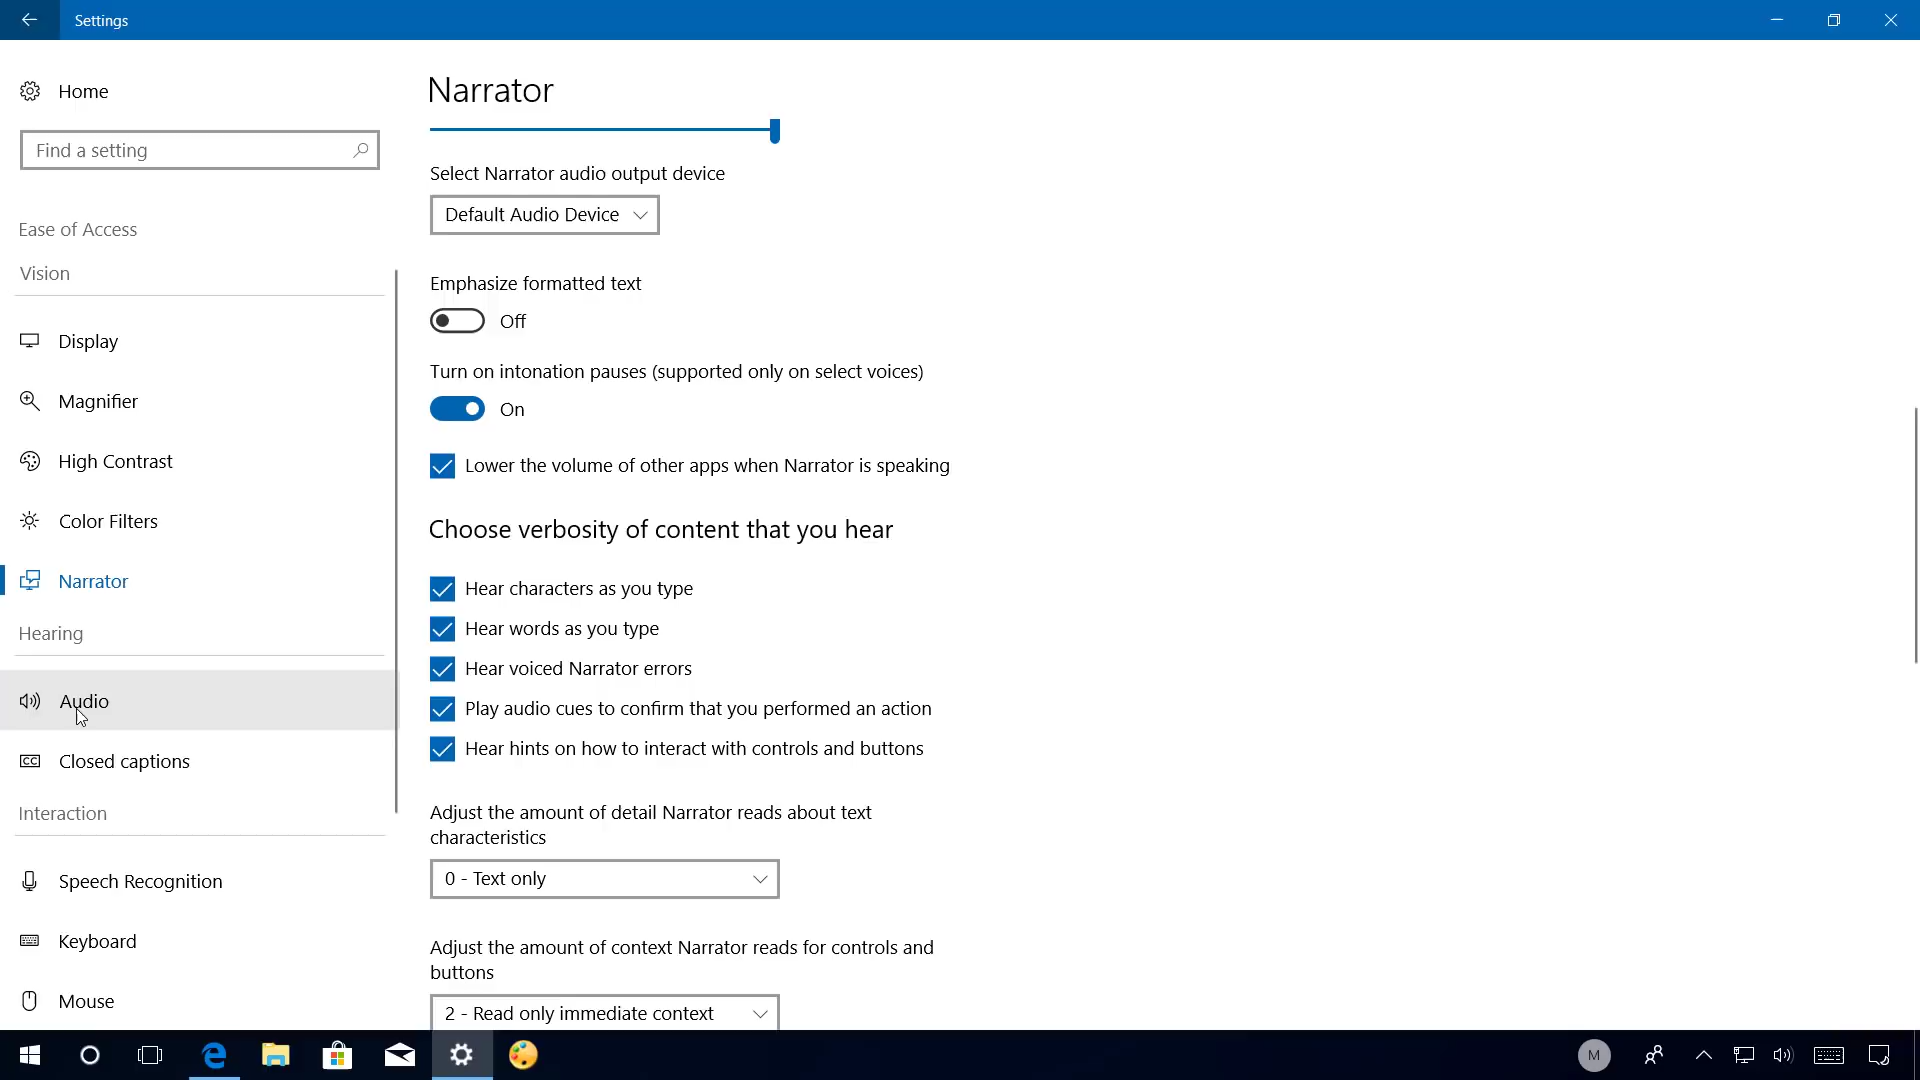 Settings
Home
Find a setting
Ease of Access
Vision
Display
Magnifier
High Contrast
Color Filters
Narrator
Hearing
Audio
Closed captions
Interaction
Speech Recognition
Keyboard
Mouse
Narrator
Select Narrator audio output device
Default Audio Device
Emphasize formatted text
Off
Turn on intonation pauses (supported only on select voices)
On
Lower the volume of other apps when Narrator is speaking
Choose verbosity of content that you hear
Hear characters as you type
Hear words as you type
Hear voiced Narrator errors
Play audio cues to confirm that you performed an action
Hear hints on how to interact with controls and buttons
Adjust the amount of detail Narrator reads about text
characteristics
0 - Text only
Adjust the amount of context Narrator reads for controls and
buttons
2 - Read only immediate context
M